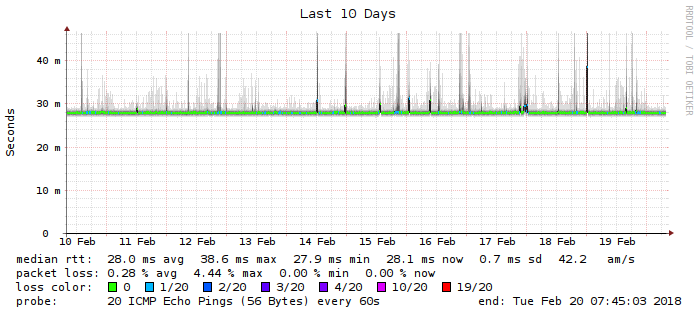 Last 10 Days
RRDTOOL / TOBI OETIKER
Seconds
40 m
30 m
20 m
10 m
0
10 Feb 11 Feb 12 Feb 13 Feb 14 Feb 15 Feb 16 Feb 17 Feb 18 Feb 19 Feb
median rtt: 28.0 ms avg 38.6 ms max 27.9 ms min 28.1 ms now 0.7 ms sd 42.2 am/s
packet loss: 0.28 % avg 4.44 % max 0.00 % min 0.00 % now
loss color: 0 1/20 2/20 3/20 4/20 10/20 19/20
probe: 20 ICMP Echo Pings (56 Bytes) every 60s end: Tue Feb 20 07:45:03 2018